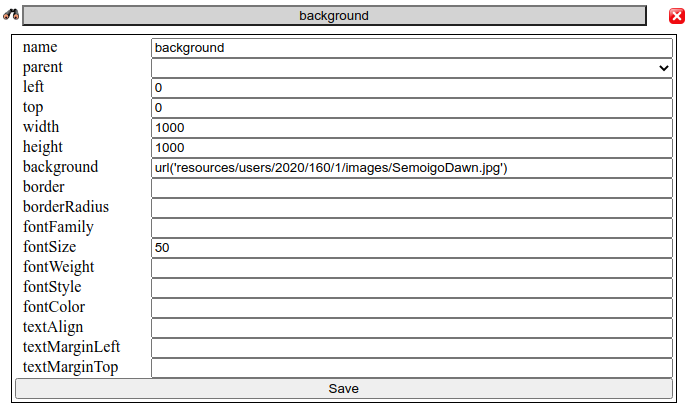 background
name background
parent
left 0
top 0
width 1000
height 1000
background url('resources/users/2020/160/1/images/SemoigoDawn.jpg')
border
borderRadius
fontFamily
fontSize 50
fontWeight
fontStyle
fontColor
textAlign
textMarginLeft
textMarginTop
Save